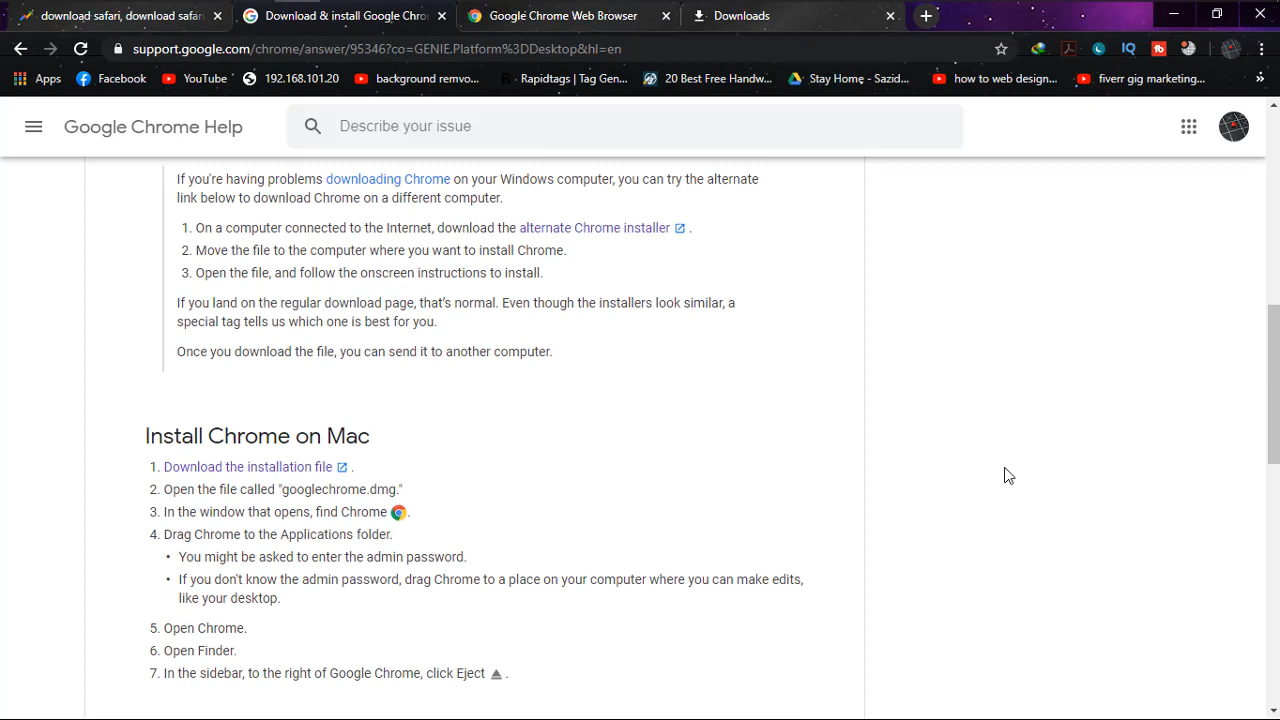 download safari, download safari
Download & install Google Chro
Google Chrome Web Browser
Downloads
support.google.com/chrome/answer/95346?co=GENIE.Platform%3DDesktop&hl=en
Apps
Facebook
YouTube
192.168.101.20
background remvo...
Rapidtags | Tag Gen...
20 Best Free Handw...
Stay Home - Sazid...
how to web design...
fiverr gig marketing...
Google Chrome Help
Describe your issue
If you're having problems downloading Chrome on your Windows computer, you can try the alternate
link below to download Chrome on a different computer.
1. On a computer connected to the Internet, download the alternate Chrome installer .
2. Move the file to the computer where you want to install Chrome.
3. Open the file, and follow the onscreen instructions to install.
If you land on the regular download page, that's normal. Even though the installers look similar, a
special tag tells us which one is best for you.
Once you download the file, you can send it to another computer.
Install Chrome on Mac
1. Download the installation file .
2. Open the file called "googlechrome.dmg."
3. In the window that opens, find Chrome .
4. Drag Chrome to the Applications folder.
• You might be asked to enter the admin password.
• If you don't know the admin password, drag Chrome to a place on your computer where you can make edits,
like your desktop.
5. Open Chrome.
6. Open Finder.
7. In the sidebar, to the right of Google Chrome, click Eject .